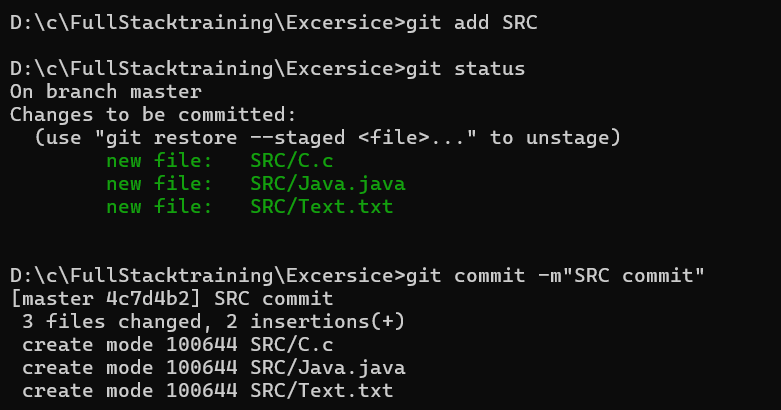 D:\c\FullStacktraining\Excersice>git add SRC
D:\c\FullStacktraining\Excersice>git status
On branch master
Changes to be committed:
  (use "git restore --staged <file>..." to unstage)
        new file:   SRC/C.c
        new file:   SRC/Java.java
        new file:   SRC/Text.txt
D:\c\FullStacktraining\Excersice>git commit -m"SRC commit"
[master 4c7d4b2] SRC commit
 3 files changed, 2 insertions(+)
 create mode 100644 SRC/C.c
 create mode 100644 SRC/Java.java
 create mode 100644 SRC/Text.txt